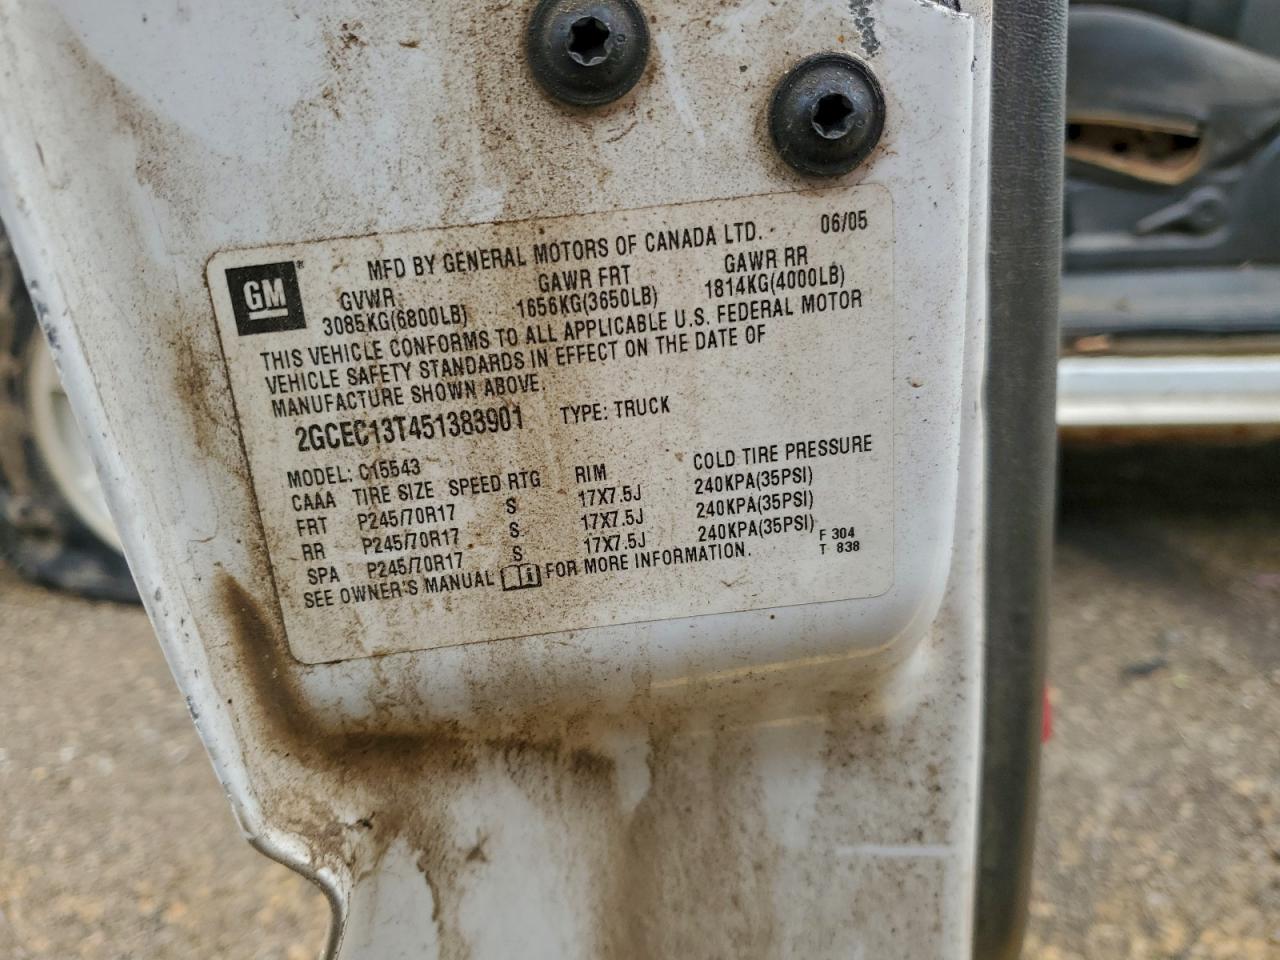 MFD BY GENERAL MOTORS OF CANADA LTD. 06/05
GM®
GVWR GAWR FRT GAWR RR
3085KG(6800LB) 1656KG(3650LB) 1814KG(4000LB)
THIS VEHICLE CONFORMS TO ALL APPLICABLE U.S. FEDERAL MOTOR
VEHICLE SAFETY STANDARDS IN EFFECT ON THE DATE OF
MANUFACTURE SHOWN ABOVE.
2GCEC13T451383901 TYPE: TRUCK
MODEL: C15543
CAAA TIRE SIZE SPEED RTG RIM COLD TIRE PRESSURE
FRT P245/70R17 S 17X7.5J 240KPA(35PSI)
RR P245/70R17 S 17X7.5J 240KPA(35PSI)
SPA P245/70R17 S 17X7.5J 240KPA(35PSI)
SEE OWNER'S MANUAL FOR MORE INFORMATION.
F 304
T 838